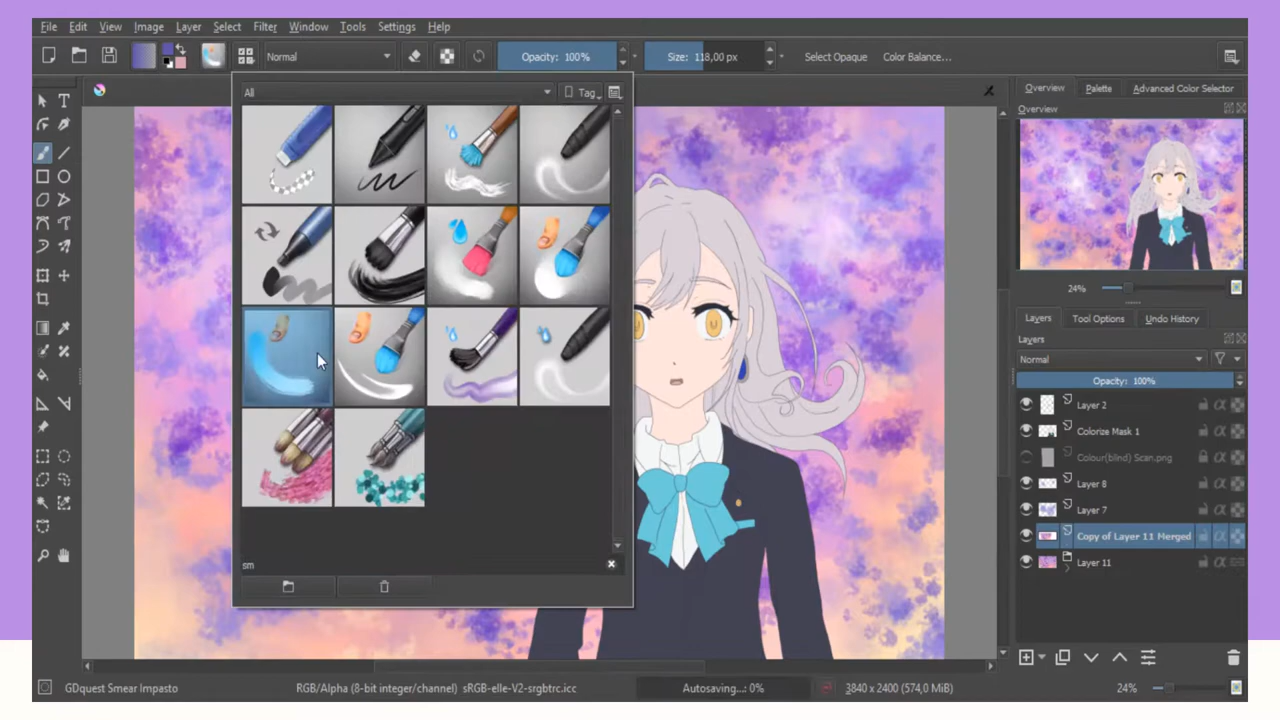 File Edit View Image Layer Select Filter Window Tools Settings Help
Normal Opacity: 100% Size: 118,00 px Select Opaque Color Balance...
All Tag
Overview Palette Advanced Color Selector
Overview
24%
Layers Tool Options Undo History
Layers
Normal
Opacity: 100%
Layer 2
Colorize Mask 1
Colour(blind) Scan.png
Layer 8
Layer 7
Copy of Layer 11 Merged
Layer 11
sm
GDquest Smear Impasto RGB/Alpha (8-bit integer/channel) sRGB-elle-V2-srgbtrc.icc Autosaving...: 0% 3840 x 2400 (574,0 MiB) 24%